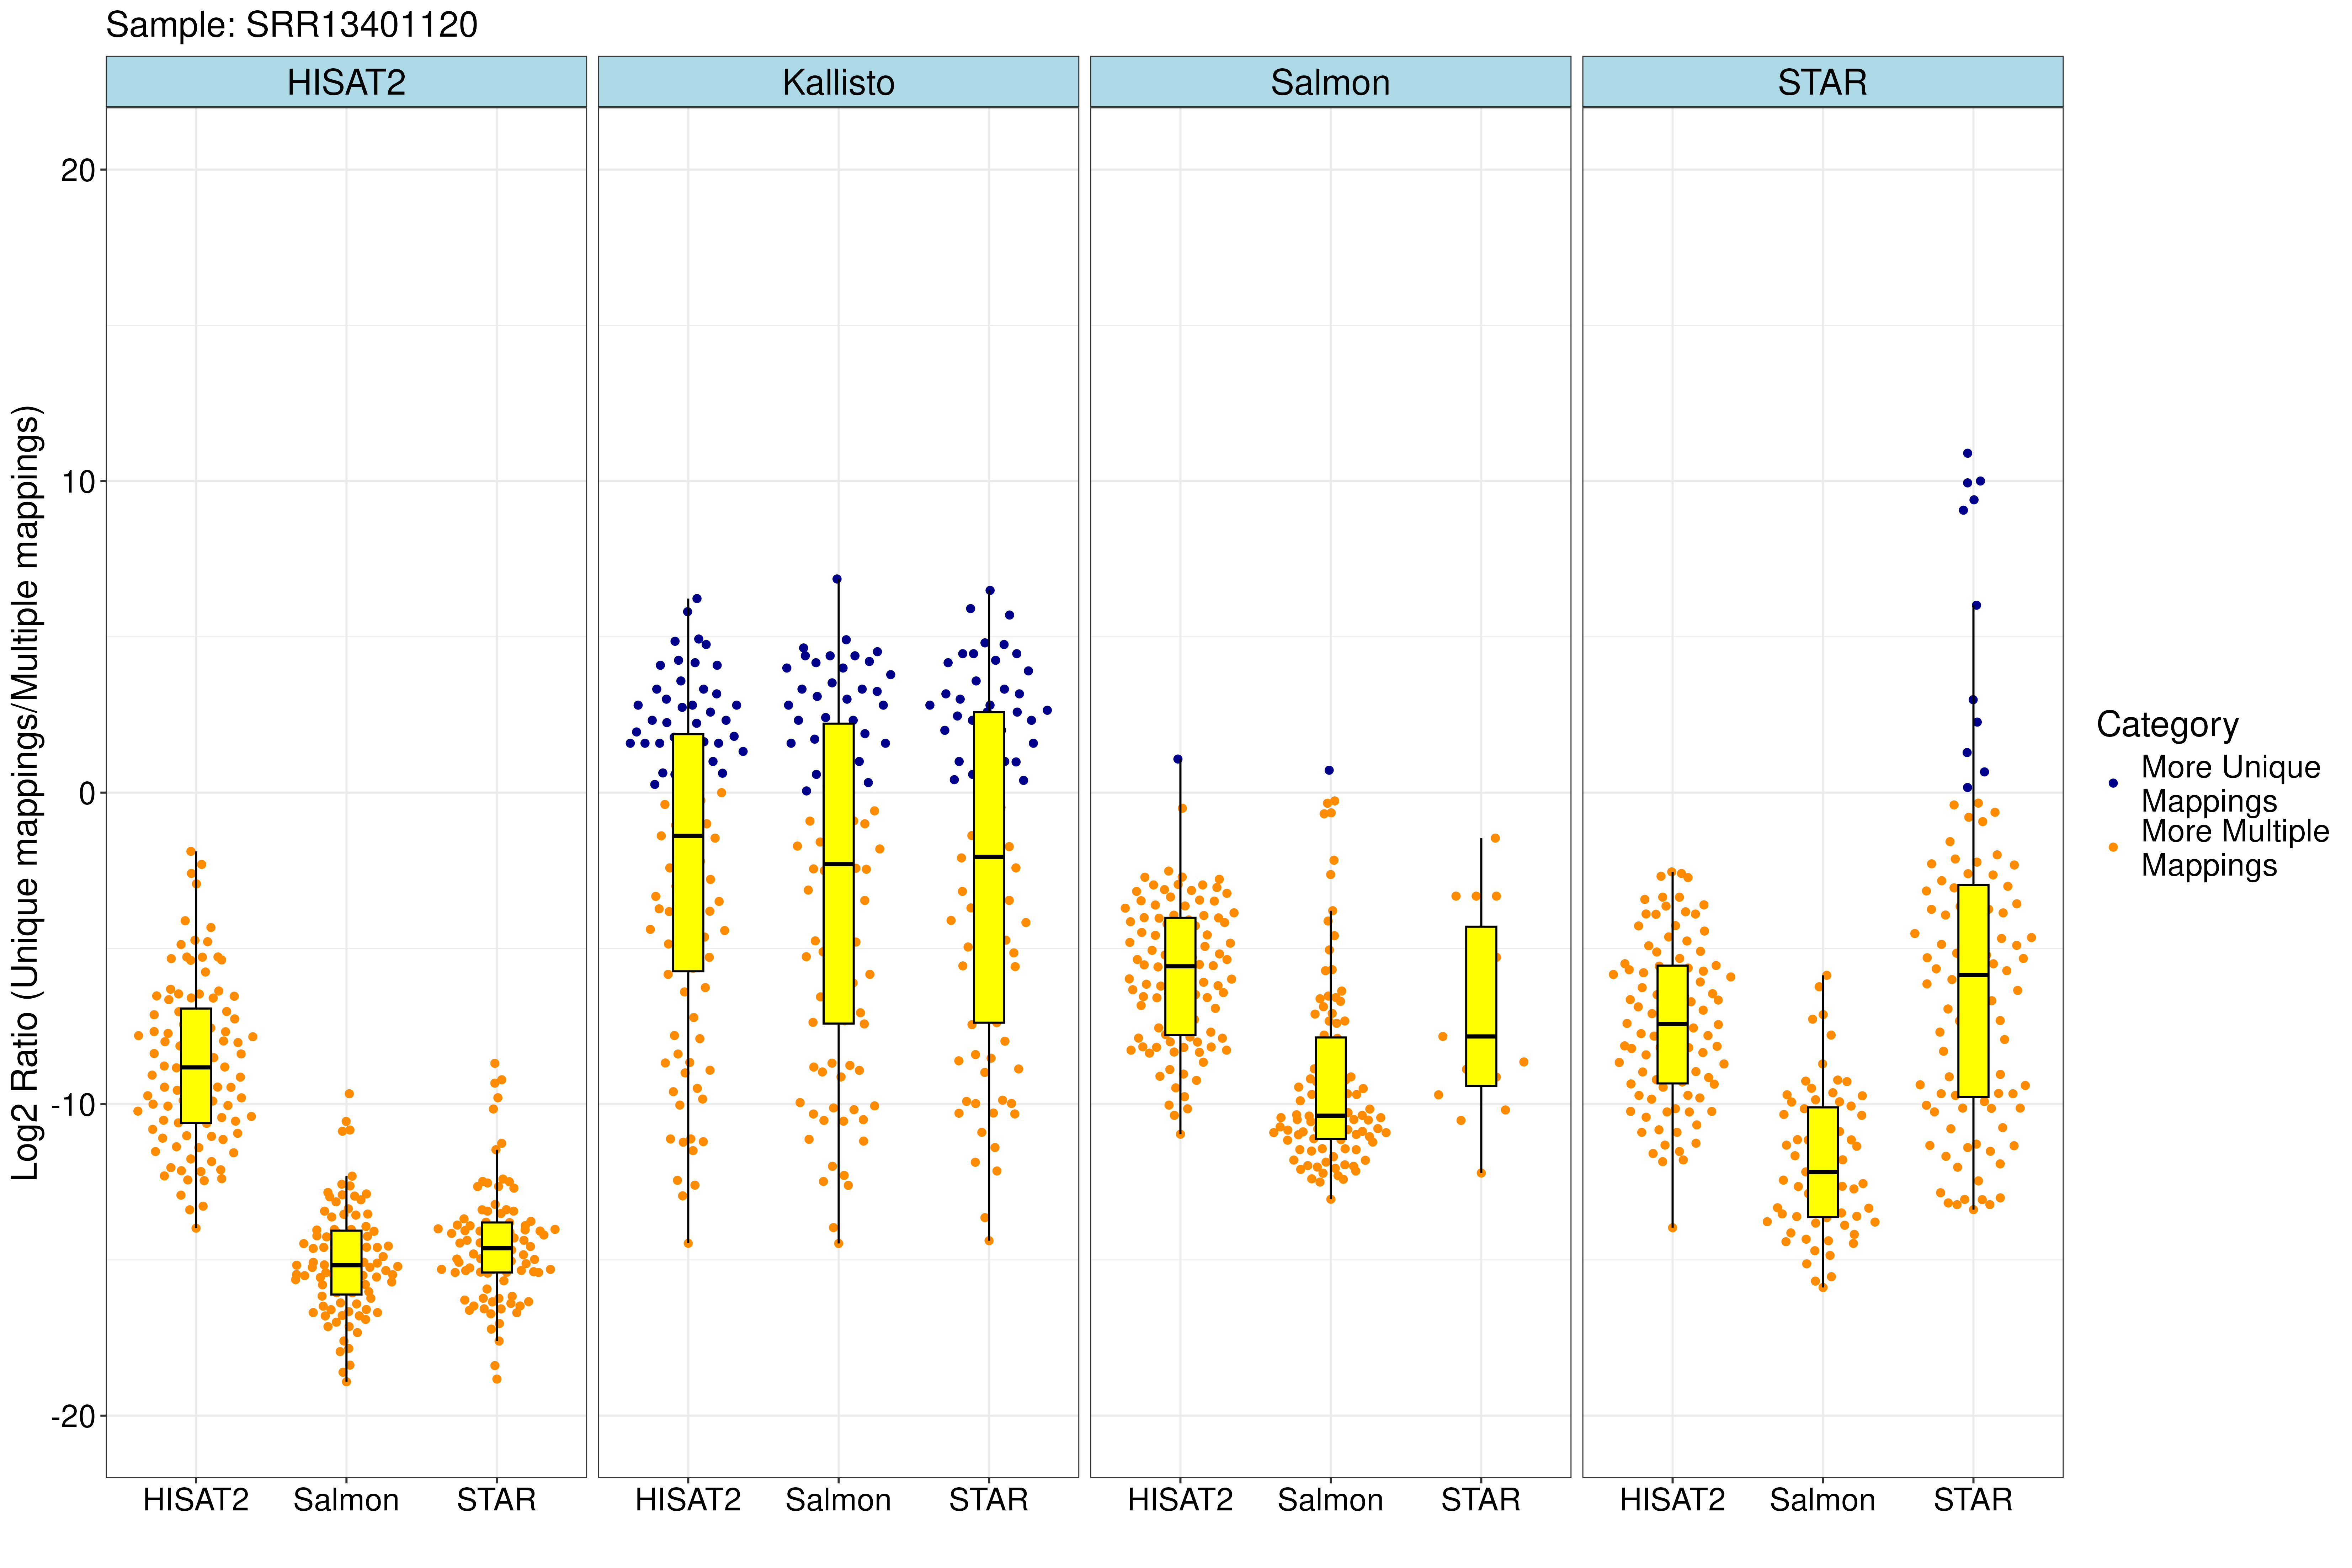 Sample: SRR13401120
HISAT2 Kallisto Salmon STAR
Log2 Ratio (Unique mappings/Multiple mappings)
20
10
0
-10
-20
HISAT2 Salmon STAR HISAT2 Salmon STAR HISAT2 Salmon STAR HISAT2 Salmon STAR
Category
More Unique
Mappings
More Multiple
Mappings